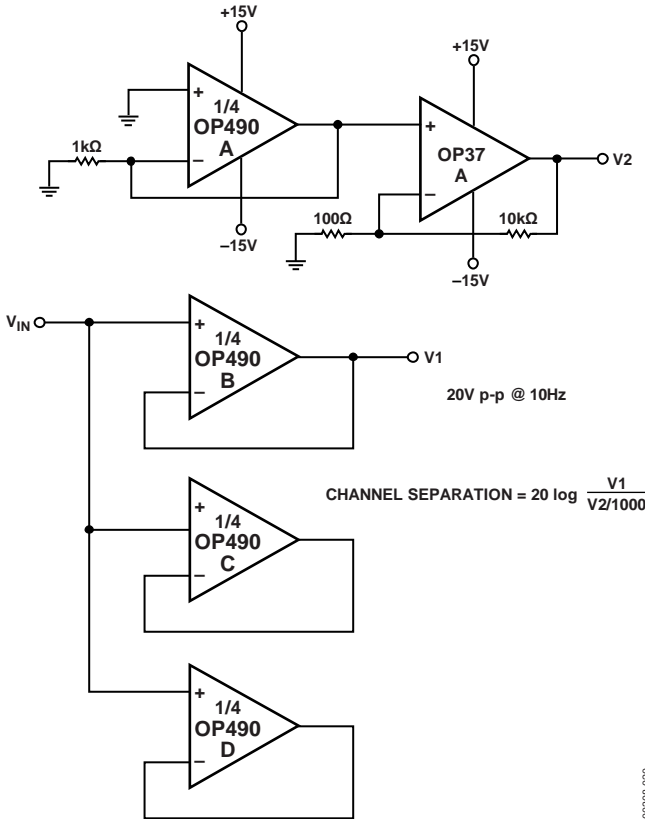 +15V
+15V
+
1/4
OP490
A
–
1kΩ
–15V
+
OP37
A
–
V2
100Ω
10kΩ
–15V
VIN
+
1/4
OP490
B
–
V1
20V p-p @ 10Hz
CHANNEL SEPARATION = 20 log V1
V2/1000
+
1/4
OP490
C
–
+
1/4
OP490
D
–